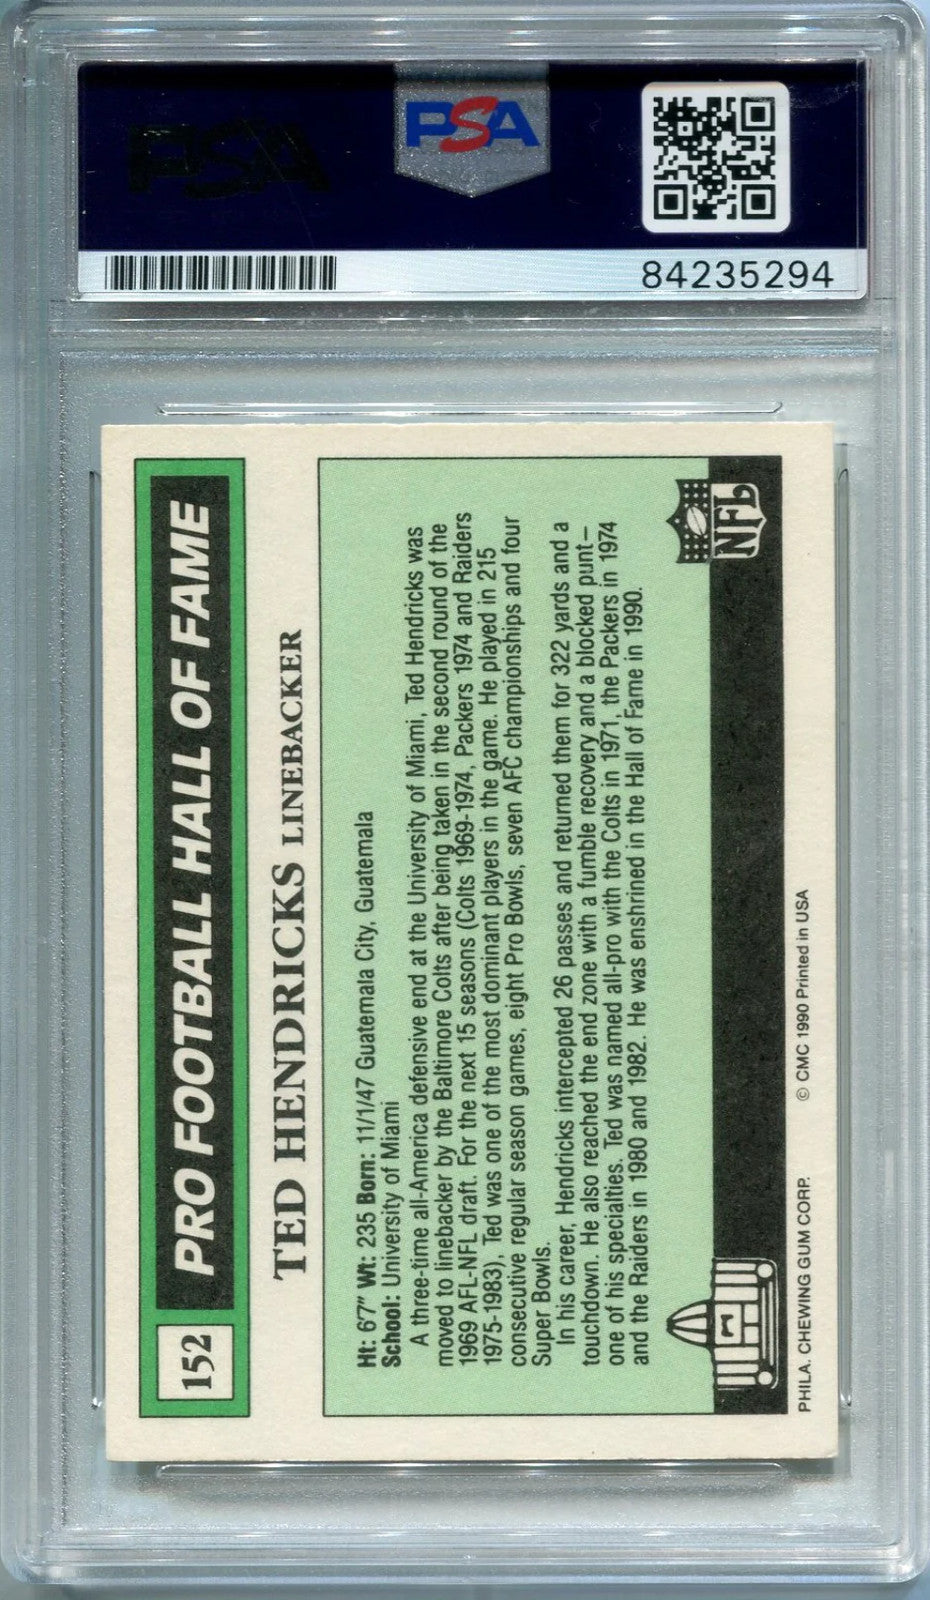 PSA
PSA
84235294
152
PRO FOOTBALL HALL OF FAME
TED HENDRICKS LINEBACKER
Ht: 6'7" Wt: 235 Born: 11/1/47 Guatemala City, Guatemala
School: University of Miami
A three-time all-America defensive end at the University of Miami, Ted Hendricks was
moved to linebacker by the Baltimore Colts after being taken in the second round of the
1969 AFL-NFL draft. For the next 15 seasons (Colts 1969-1974, Packers 1974 and Raiders
1975-1983), Ted was one of the most dominant players in the game. He played in 215
consecutive regular season games, eight Pro Bowls, seven AFC championships and four
Super Bowls.
In his career, Hendricks intercepted 26 passes and returned them for 322 yards and a
touchdown. He also reached the end zone with a fumble recovery and a blocked punt–
one of his specialties. Ted was named all-pro with the Colts in 1971, the Packers in 1974
and the Raiders in 1980 and 1982. He was enshrined in the Hall of Fame in 1990.
NFL
PHILA. CHEWING GUM CORP. © CMC 1990 Printed in USA